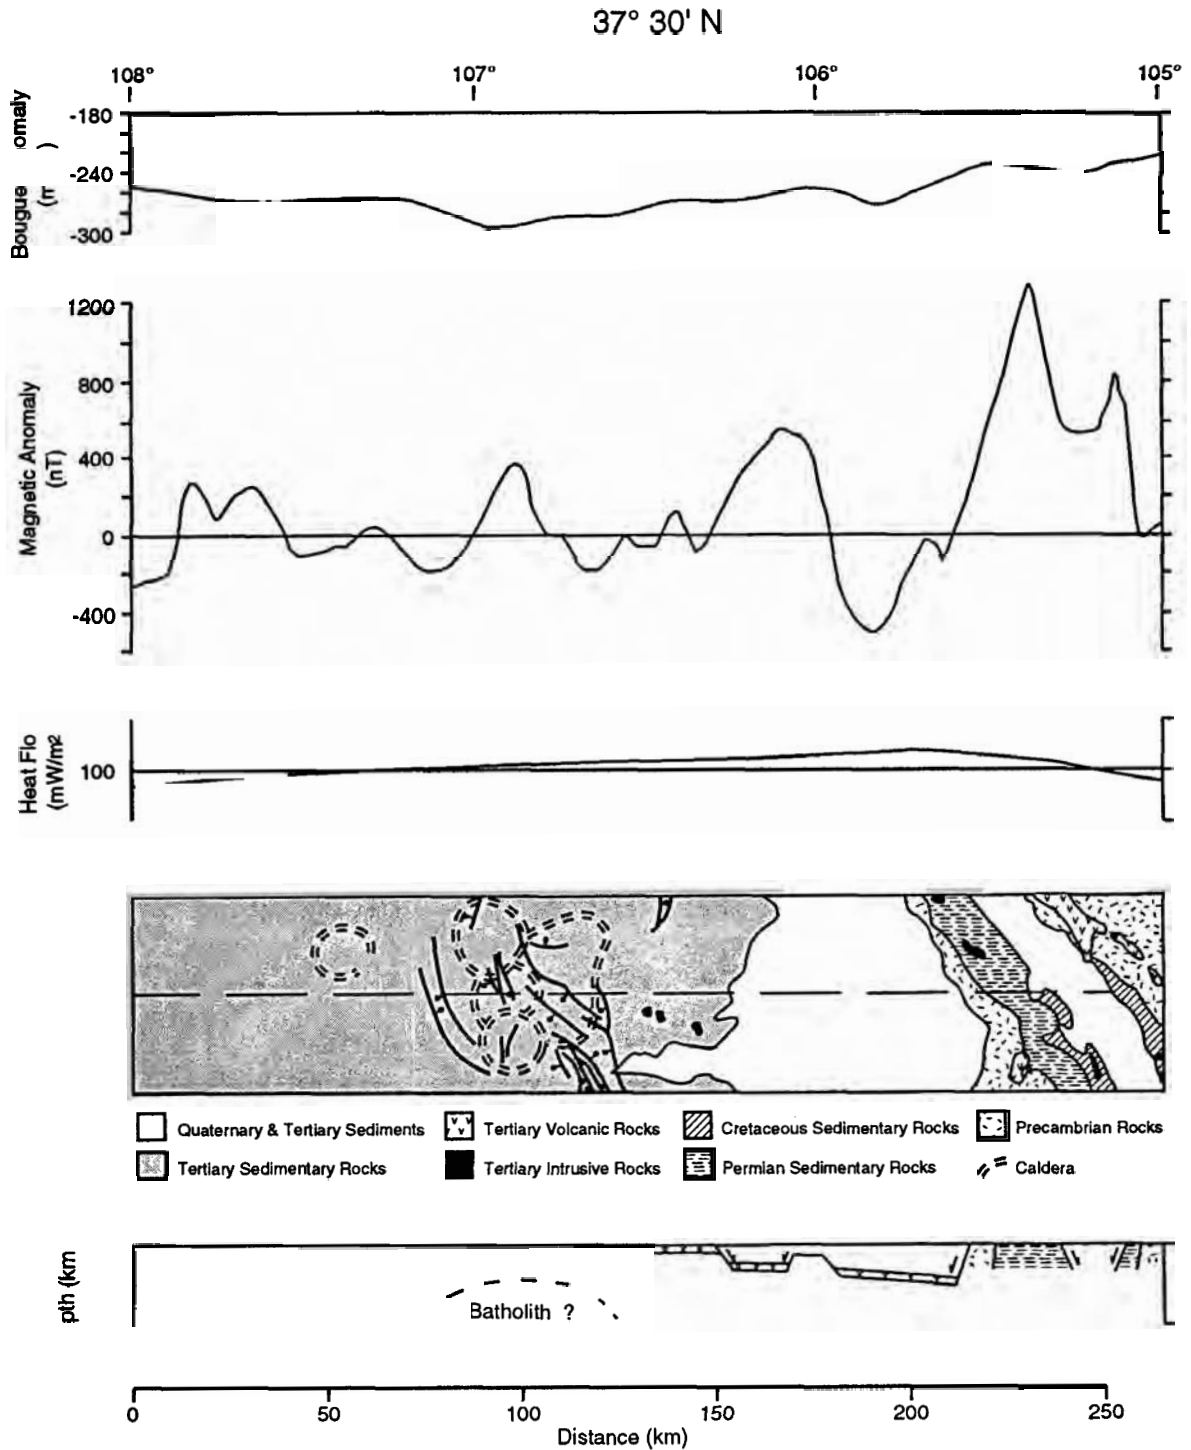 37° 30' N
108°
107°
106°
105°
-180
-240
-300
Bougue omaly
1200
800
400
0
-400
Magnetic Anomaly
(nT)
Heat Flo
(mW/m²
100
Quaternary & Tertiary Sediments
Tertiary Volcanic Rocks
Cretaceous Sedimentary Rocks
Precambrian Rocks
Tertiary Sedimentary Rocks
Tertiary Intrusive Rocks
Permian Sedimentary Rocks
Caldera
pth (km
Batholith ?
0
50
100
150
200
250
Distance (km)